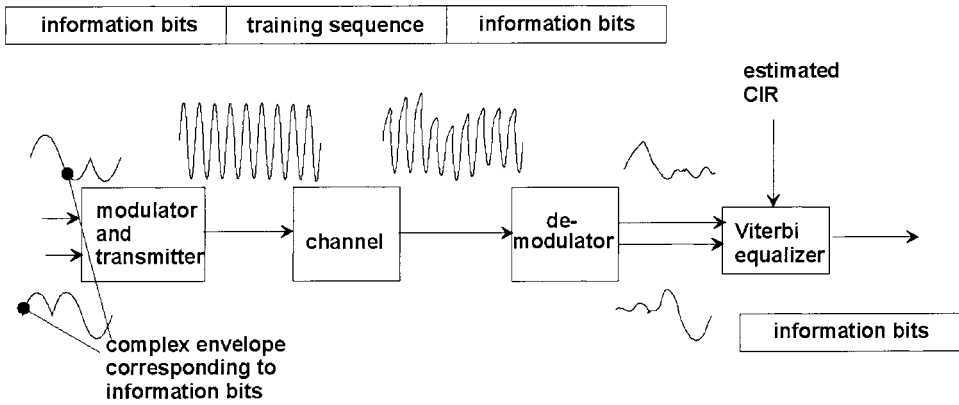 information bits training sequence information bits
estimated
CIR
modulator
and
transmitter
channel
de-
modulator
Viterbi
equalizer
information bits
complex envelope
corresponding to
information bits